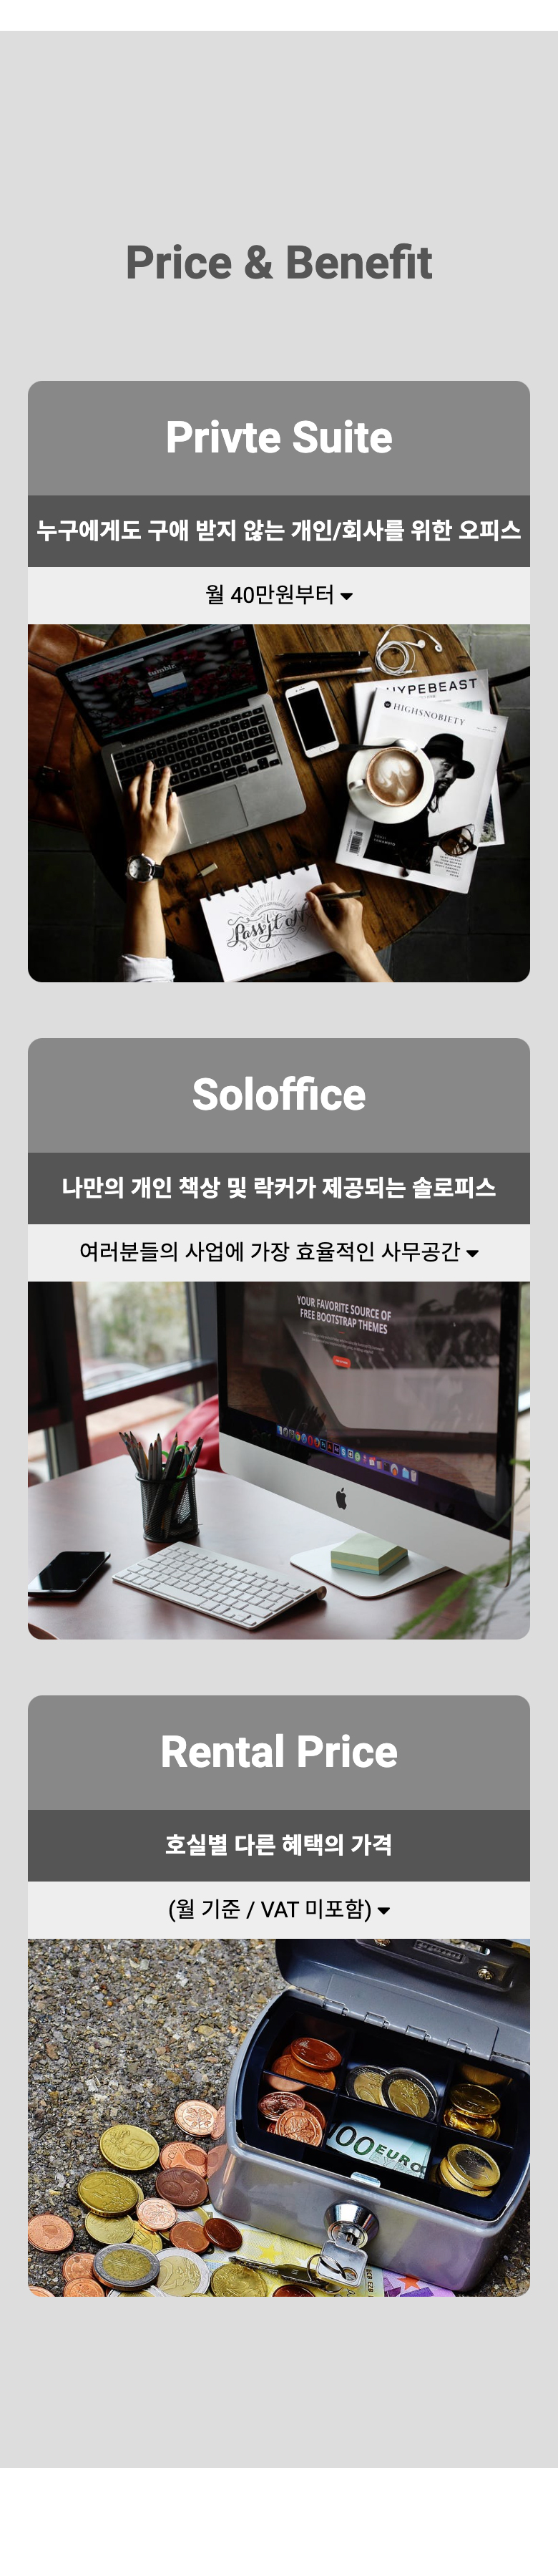 Price & Benefit
Privte Suite
누구에게도 구애 받지 않는 개인/회사를 위한 오피스
월 40만원부터
tumblr
HYPEBEAST
HIGHSNOBIETY
Pass it on
Soloffice
나만의 개인 책상 및 락커가 제공되는 솔로피스
여러분들의 사업에 가장 효율적인 사무공간
YOUR FAVORITE SOURCE OF
FREE BOOTSTRAP THEMES
Rental Price
호실별 다른 혜택의 가격
(월 기준 / VAT 미포함)
100 EURO